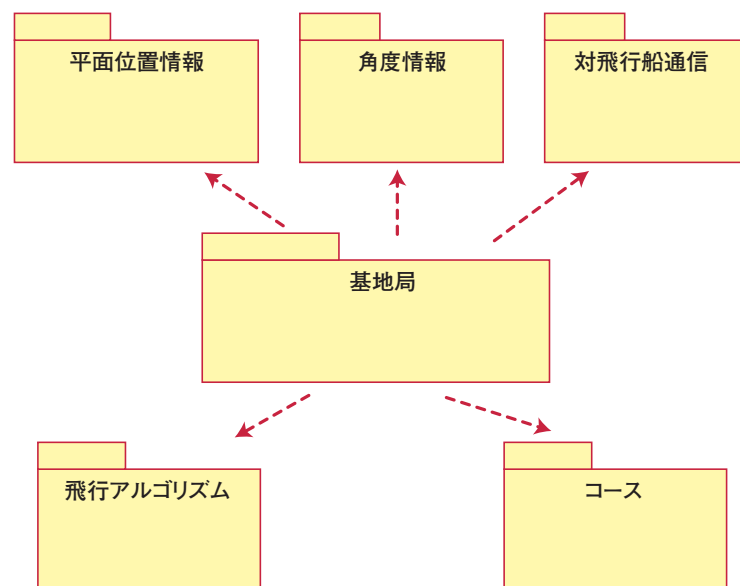 平面位置情報
角度情報
対飛行船通信
基地局
飛行アルゴリズム
コース